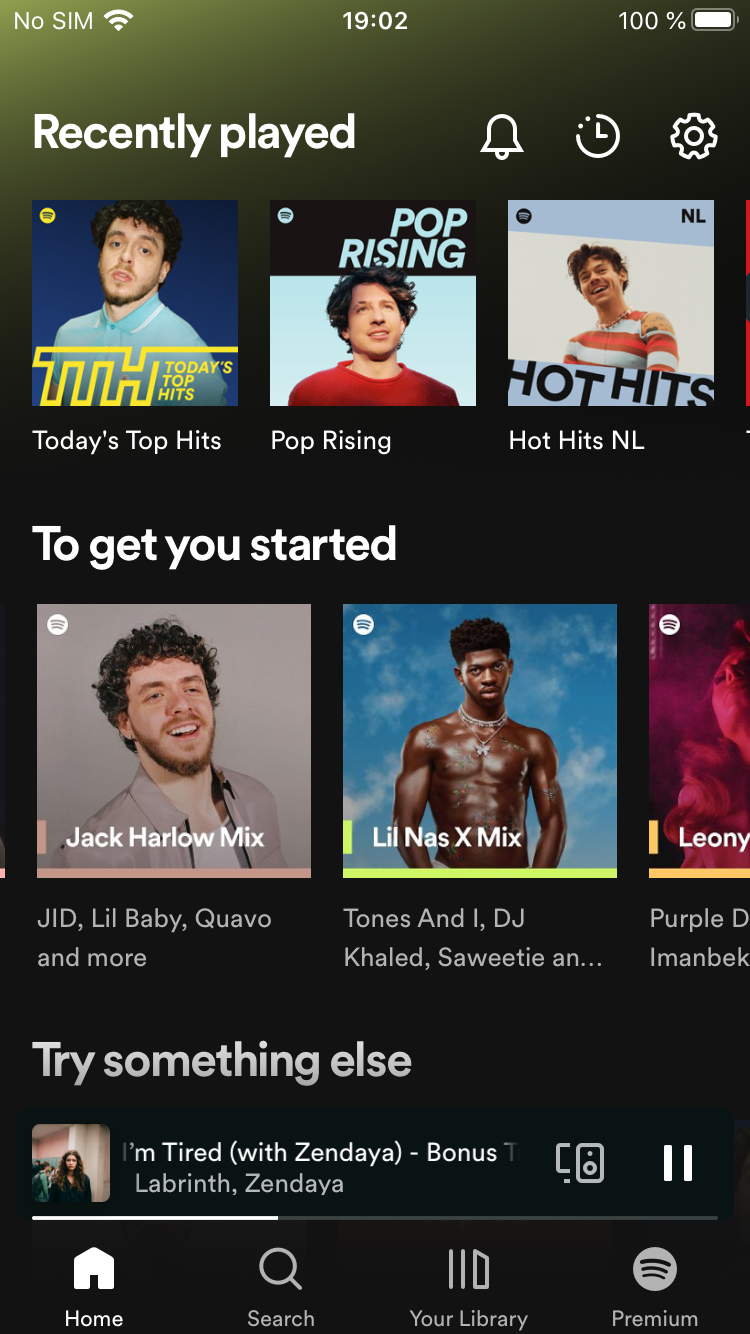 No SIM 19:02 100 %
Recently played
POP
RISING
NL
TTH TODAY'S
TOP
HITS
HOT HITS
Today's Top Hits
Pop Rising
Hot Hits NL
To get you started
Jack Harlow Mix
Lil Nas X Mix
Leony
JID, Lil Baby, Quavo
and more
Tones And I, DJ
Khaled, Saweetie an...
Purple D
Imanbek
Try something else
I'm Tired (with Zendaya) - Bonus T
Labrinth, Zendaya
Home
Search
Your Library
Premium